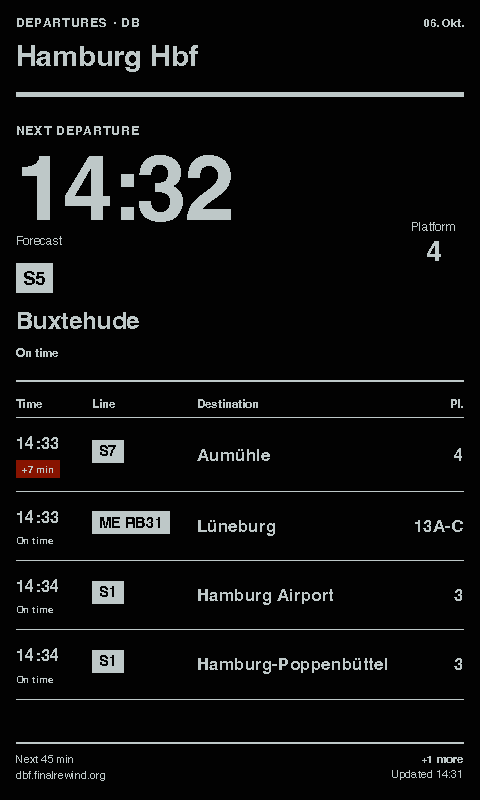 DEPARTURES · DB
06. Okt.
Hamburg Hbf
NEXT DEPARTURE
14:32
Forecast
Platform
4
S5
Buxtehude
On time
Time Line Destination Pl.
14:33 S7 Aumühle 4
+7 min
14:33 ME RB31 Lüneburg 13A-C
On time
14:34 S1 Hamburg Airport 3
On time
14:34 S1 Hamburg-Poppenbüttel 3
On time
Next 45 min +1 more
dbf.finalrewind.org Updated 14:31